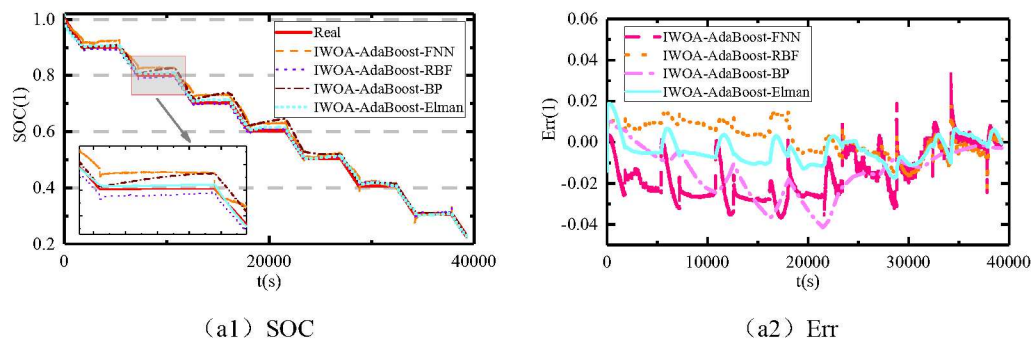 SOC(1)
1.0
0.8
0.6
0.4
0.2
0
20000
40000
t(s)
Real
IWOA-AdaBoost-FNN
IWOA-AdaBoost-RBF
IWOA-AdaBoost-BP
IWOA-AdaBoost-Elman
(a1) SOC
Err(1)
0.06
0.04
0.02
0.00
-0.02
-0.04
0
10000
20000
30000
40000
t(s)
IWOA-AdaBoost-FNN
IWOA-AdaBoost-RBF
IWOA-AdaBoost-BP
IWOA-AdaBoost-Elman
(a2) Err